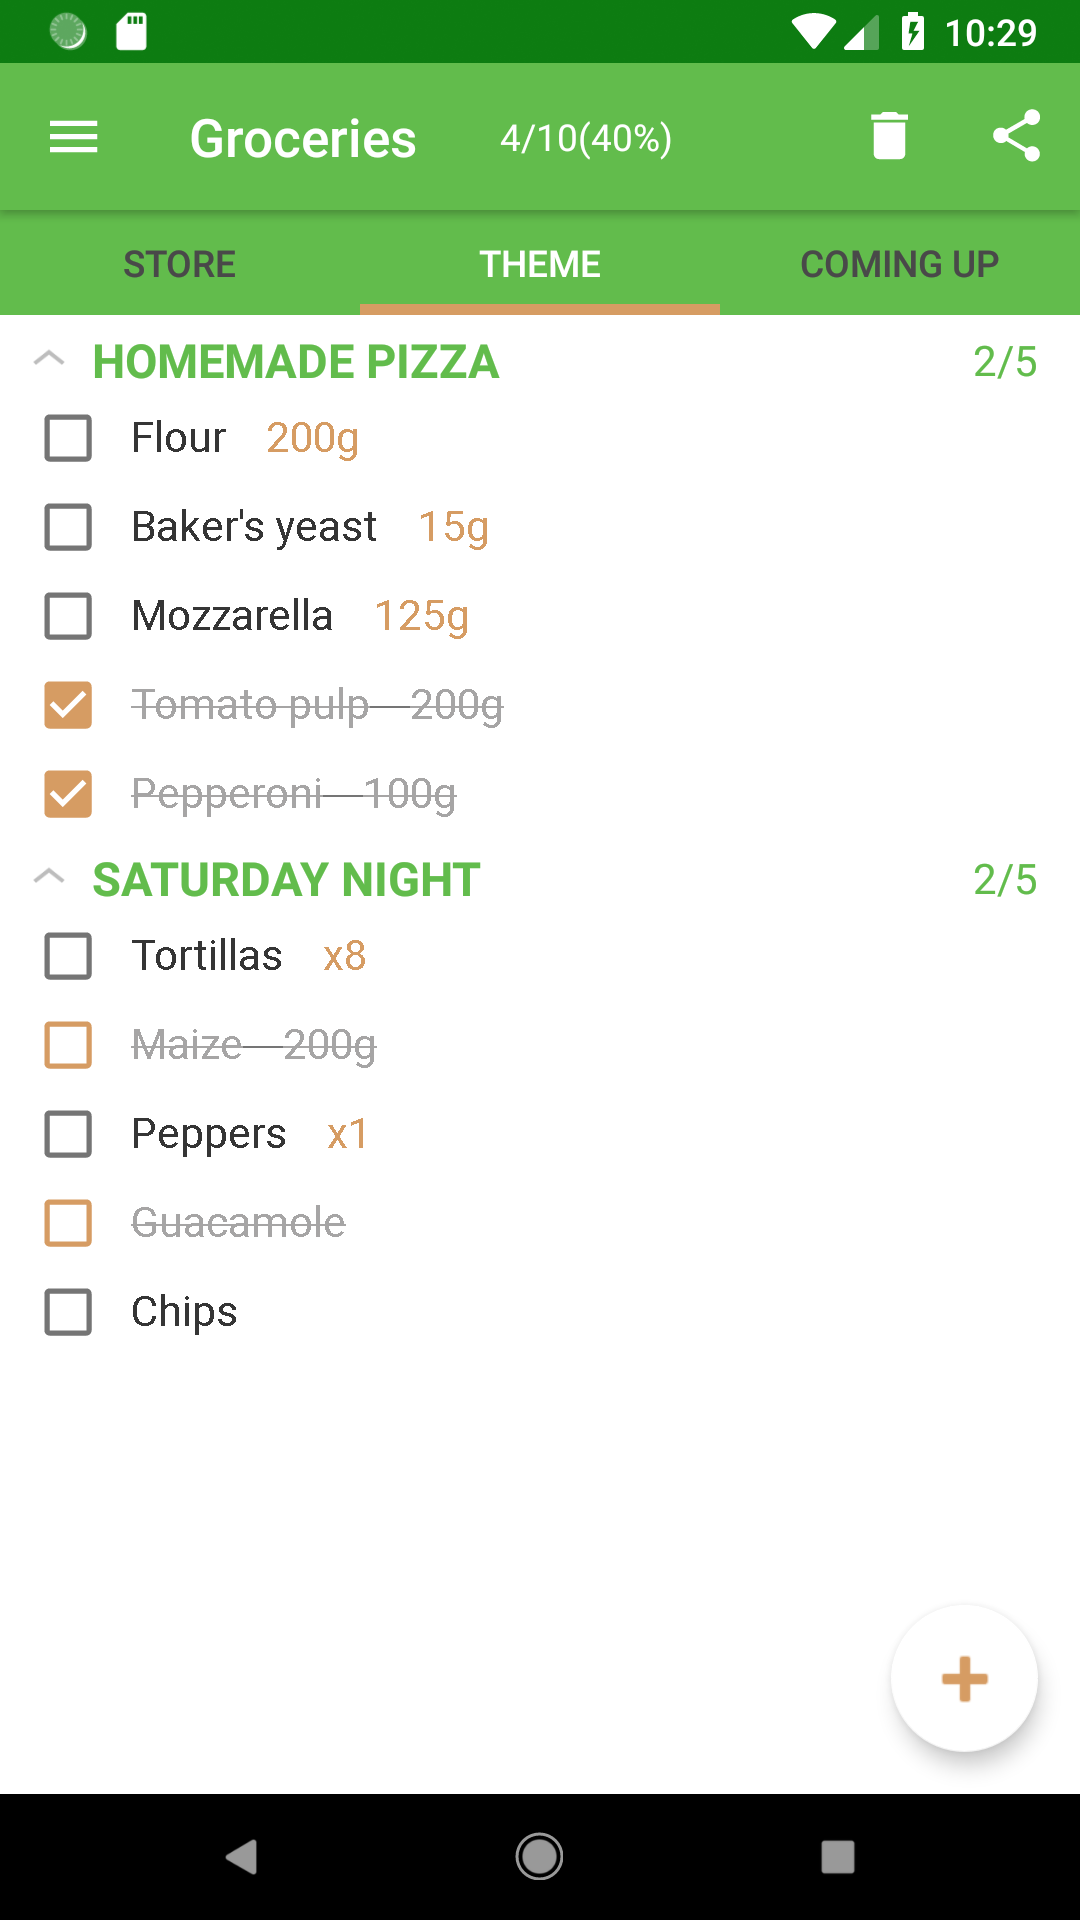 10:29
Groceries 4/10(40%)
STORE THEME COMING UP
HOMEMADE PIZZA 2/5
Flour 200g
Baker's yeast 15g
Mozzarella 125g
Tomato pulp 200g
Pepperoni 100g
SATURDAY NIGHT 2/5
Tortillas x8
Maize 200g
Peppers x1
Guacamole
Chips